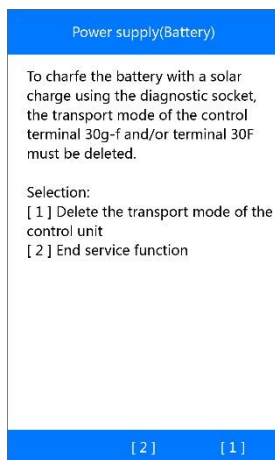 Power supply(Battery)
To charfe the battery with a solar
charge using the diagnostic socket,
the transport mode of the control
terminal 30g-f and/or terminal 30F
must be deleted.
Selection:
[ 1 ] Delete the transport mode of the
control unit
[ 2 ] End service function
[ 2 ] [ 1 ]